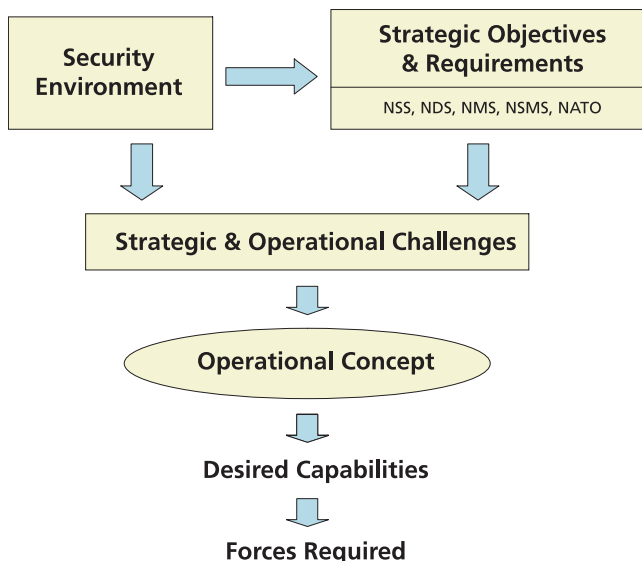 Security
Environment
Strategic Objectives
& Requirements
NSS, NDS, NMS, NSMS, NATO
Strategic & Operational Challenges
Operational Concept
Desired Capabilities
Forces Required